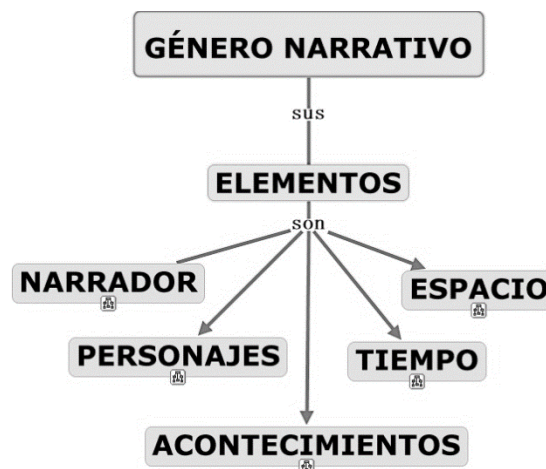 GÉNERO NARRATIVO
sus
ELEMENTOS
son
NARRADOR
ESPACIO
PERSONAJES
TIEMPO
ACONTECIMIENTOS